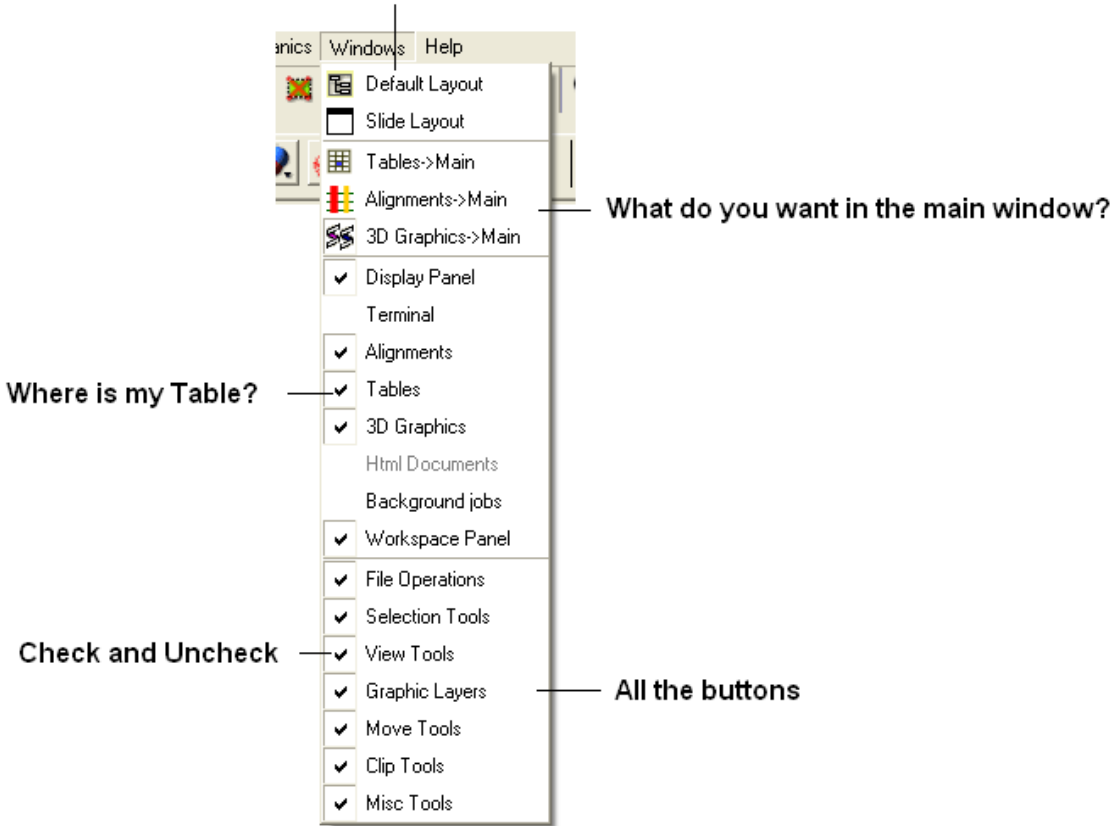 anics Windows Help
Default Layout
Slide Layout
Tables->Main
Alignments->Main
What do you want in the main window?
3D Graphics->Main
Display Panel
Terminal
Alignments
Where is my Table?
Tables
3D Graphics
Html Documents
Background jobs
Workspace Panel
File Operations
Selection Tools
Check and Uncheck
View Tools
Graphic Layers
All the buttons
Move Tools
Clip Tools
Misc Tools